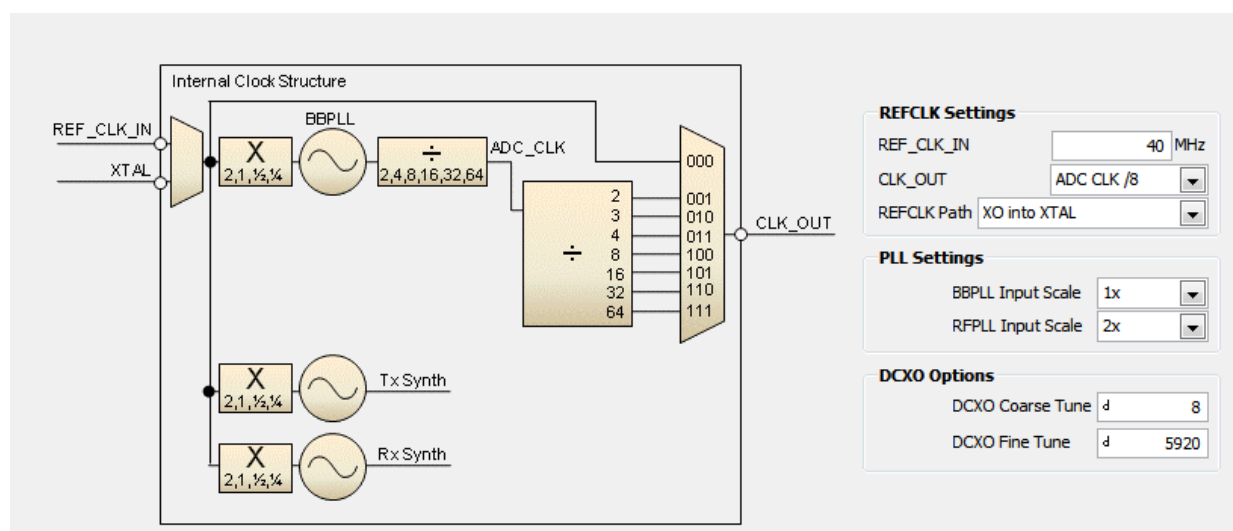 Internal Clock Structure
REF_CLK_IN
XTAL
X
2,1,½,¼
BBPLL
÷
2,4,8,16,32,64
ADC_CLK
÷
2
3
4
8
16
32
64
000
001
010
011
100
101
110
111
CLK_OUT
X
2,1,½,¼
Tx Synth
X
2,1,½,¼
Rx Synth
REFCLK Settings
REF_CLK_IN 40 MHz
CLK_OUT ADC CLK /8
REFCLK Path XO into XTAL
PLL Settings
BBPLL Input Scale 1x
RFPLL Input Scale 2x
DCXO Options
DCXO Coarse Tune d 8
DCXO Fine Tune d 5920